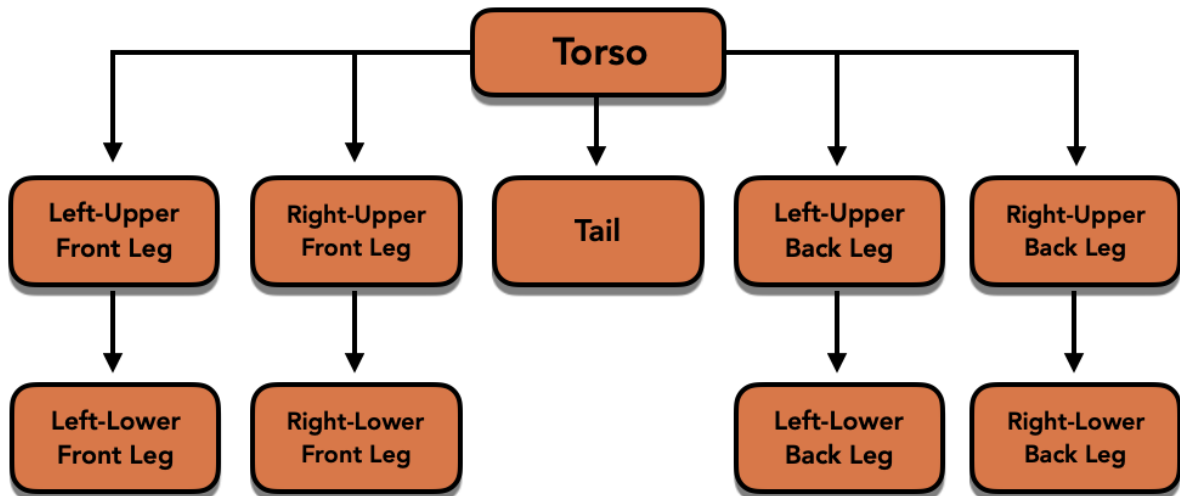 Torso
Left-Upper
Front Leg
Right-Upper
Front Leg
Tail
Left-Upper
Back Leg
Right-Upper
Back Leg
Left-Lower
Front Leg
Right-Lower
Front Leg
Left-Lower
Back Leg
Right-Lower
Back Leg